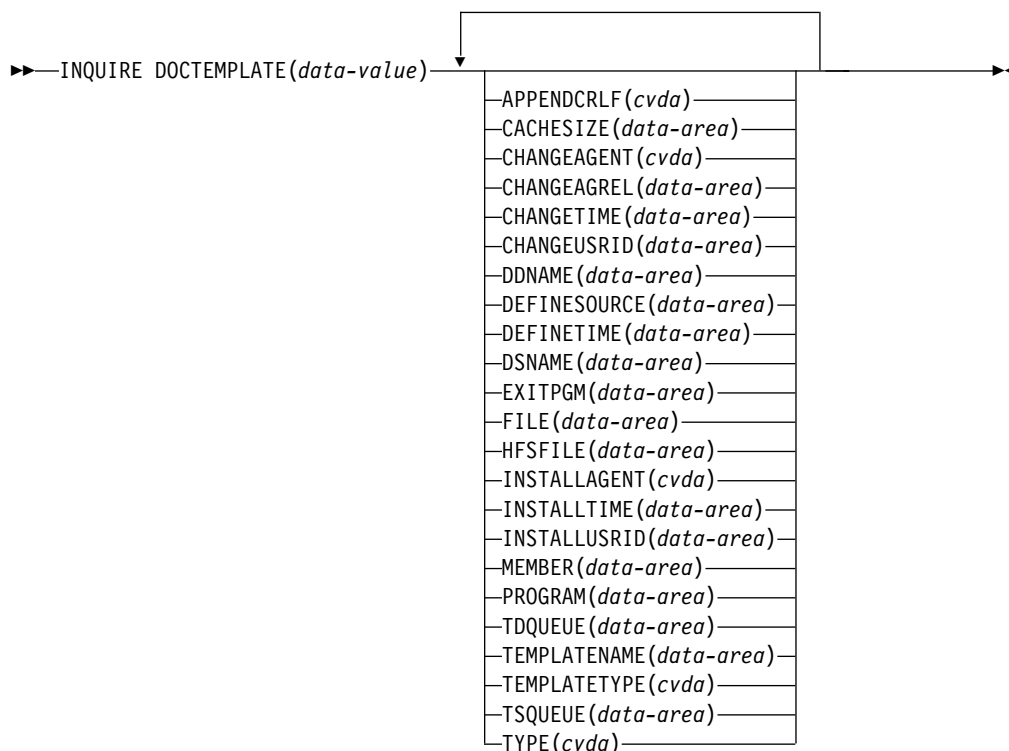 INQUIRE DOCTEMPLATE(data-value)
APPENDCRLF(cvda)
CACHESIZE(data-area)
CHANGEAGENT(cvda)
CHANGEAGREL(data-area)
CHANGETIME(data-area)
CHANGEUSRID(data-area)
DDNAME(data-area)
DEFINESOURCE(data-area)
DEFINETIME(data-area)
DSNAME(data-area)
EXITPGM(data-area)
FILE(data-area)
HFSFILE(data-area)
INSTALLAGENT(cvda)
INSTALLTIME(data-area)
INSTALLUSRID(data-area)
MEMBER(data-area)
PROGRAM(data-area)
TDQUEUE(data-area)
TEMPLATENAME(data-area)
TEMPLATETYPE(cvda)
TSQUEUE(data-area)
TYPE(cvda)